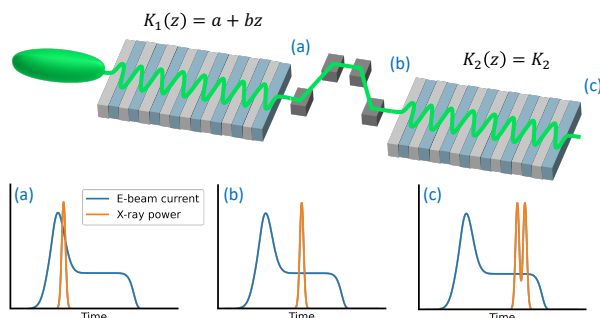 K₁(z) = a + bz
(a)
(b)
K₂(z) = K₂
(c)
(a)
E-beam current
X-ray power
Time
(b)
Time
(c)
Time